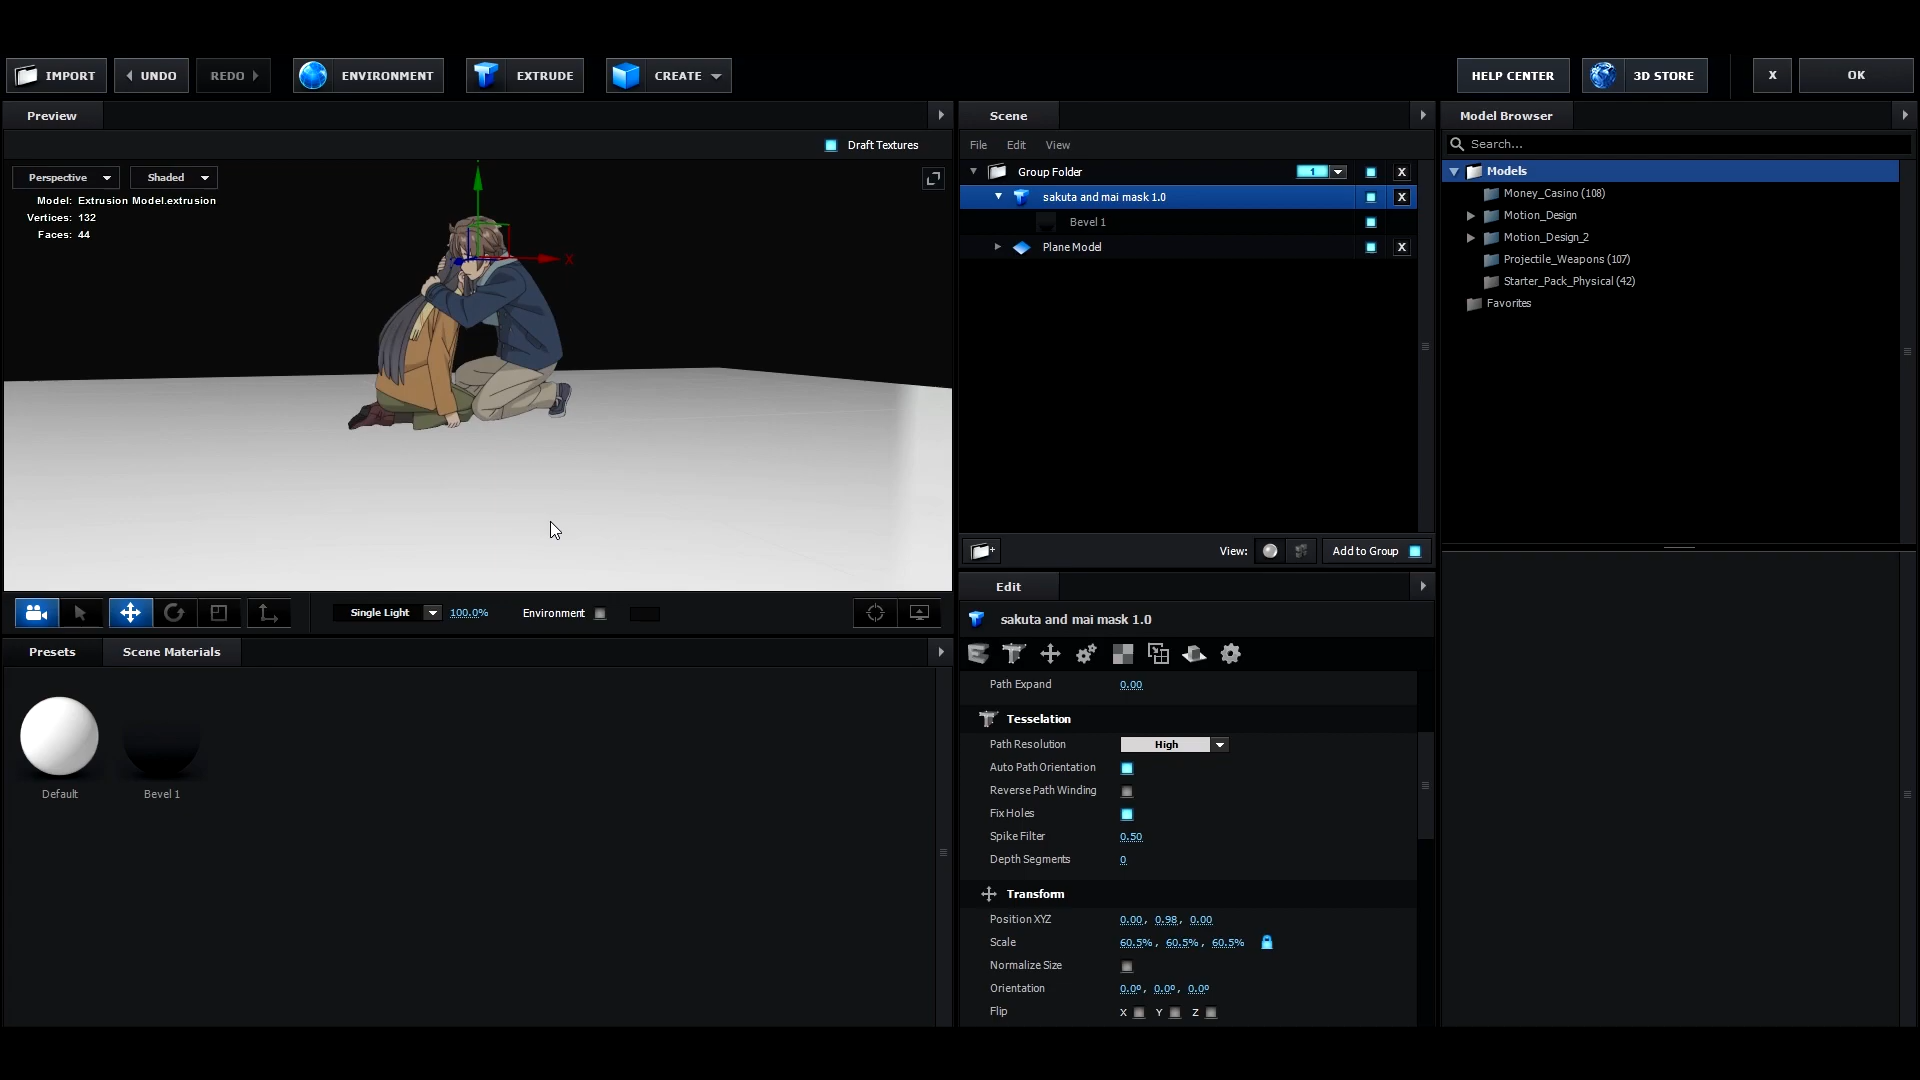 IMPORT
UNDO
REDO
ENVIRONMENT
EXTRUDE
CREATE
HELP CENTER
3D STORE
X
OK
Preview
Draft Textures
Perspective
Shaded
Model: Extrusion Model.extrusion
Vertices: 132
Faces: 44
X
Single Light
100.0%
Environment
Presets
Scene Materials
Default
Bevel 1
Scene
File
Edit
View
Group Folder
1
X
sakuta and mai mask 1.0
X
Bevel 1
Plane Model
X
View:
Add to Group
Edit
sakuta and mai mask 1.0
Path Expand
0.00
Tesselation
Path Resolution
High
Auto Path Orientation
Reverse Path Winding
Fix Holes
Spike Filter
0.50
Depth Segments
0
Transform
Position XYZ
0.00, 0.98, 0.00
Scale
60.5%, 60.5%, 60.5%
Normalize Size
Orientation
0.0º, 0.0º, 0.0º
Flip
X Y Z
Model Browser
Search...
Models
Money_Casino (108)
Motion_Design
Motion_Design_2
Projectile_Weapons (107)
Starter_Pack_Physical (42)
Favorites